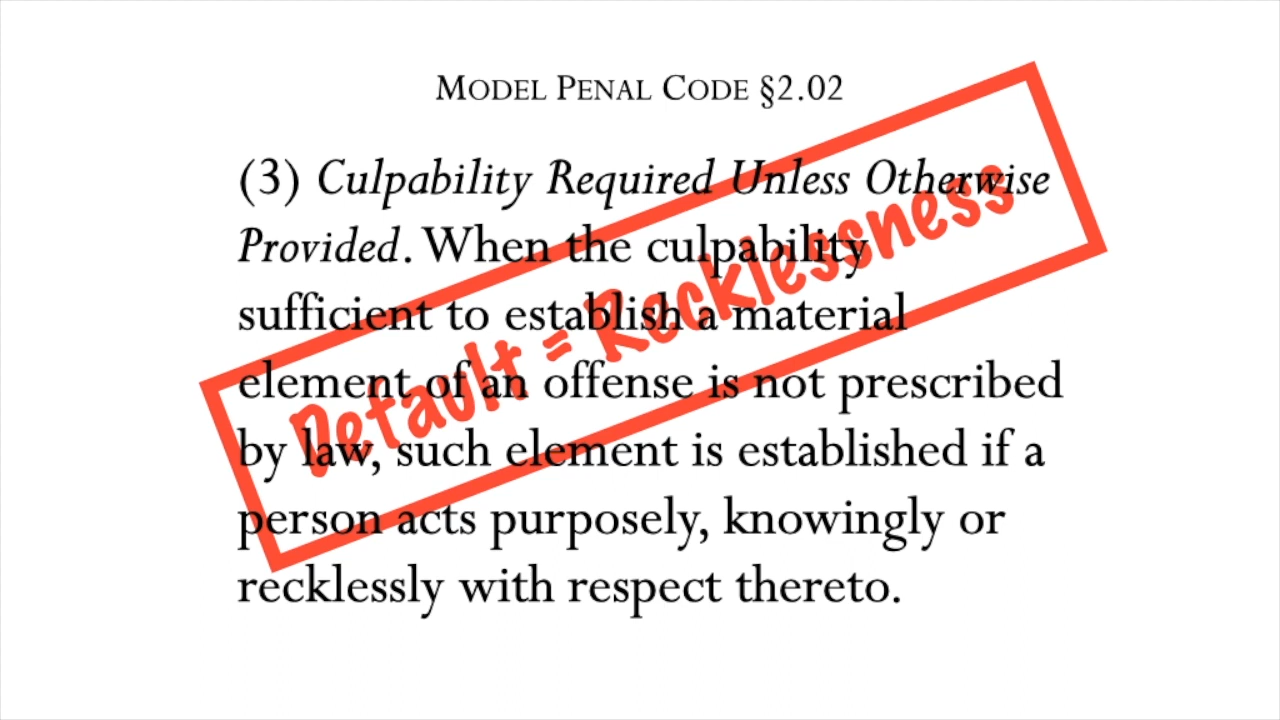 MODEL PENAL CODE §2.02
(3) Culpability Required Unless Otherwise
Provided. When the culpability
sufficient to establish a material
element of an offense is not prescribed
by law, such element is established if a
person acts purposely, knowingly or
recklessly with respect thereto.
Default = Recklessness